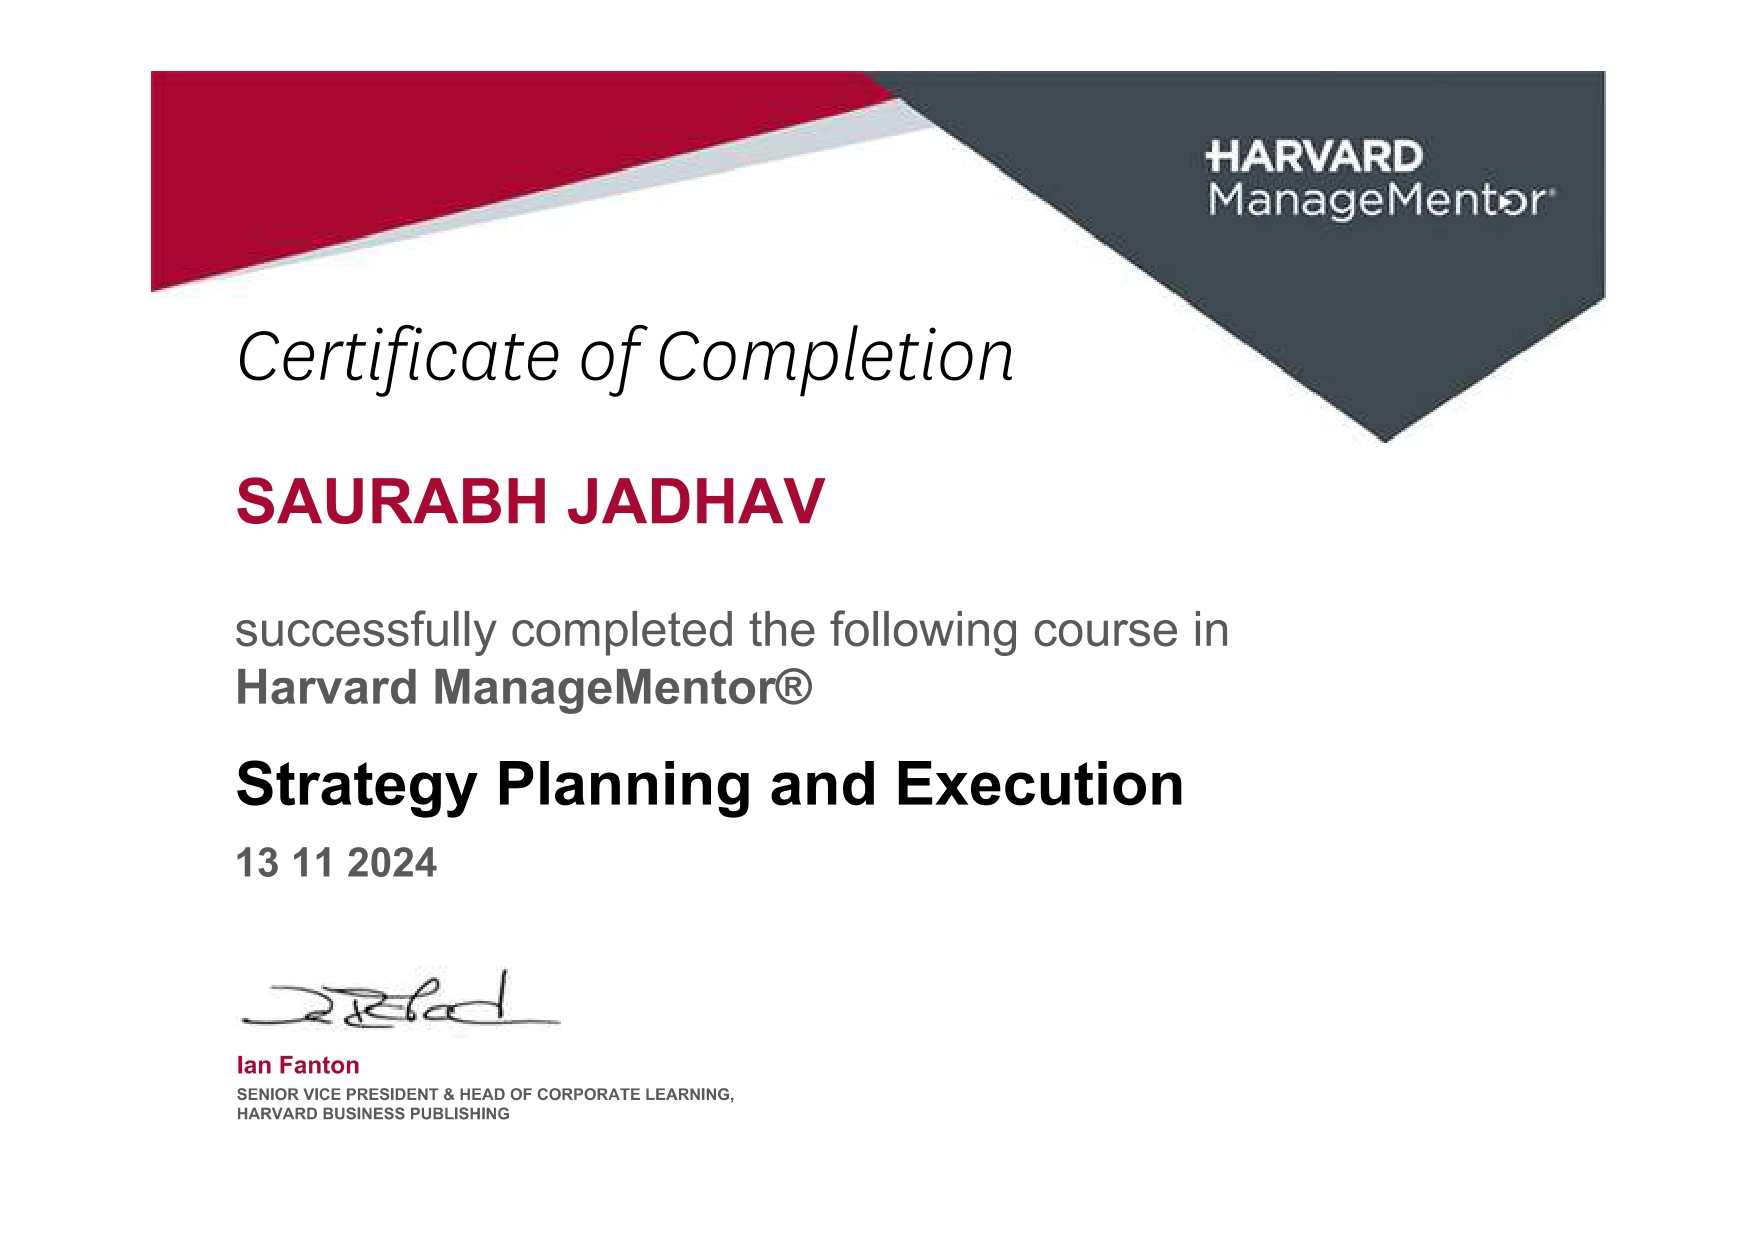 HARVARD
ManageMentor®
Certificate of Completion
SAURABH JADHAV
successfully completed the following course in
Harvard ManageMentor®
Strategy Planning and Execution
13 11 2024
Ian Fanton
SENIOR VICE PRESIDENT & HEAD OF CORPORATE LEARNING,
HARVARD BUSINESS PUBLISHING